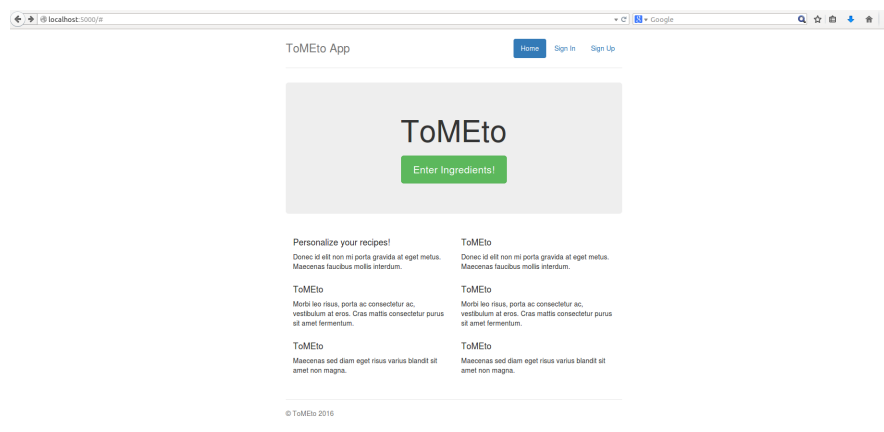 localhost:5000/#
Google
ToMEto App
Home Sign In Sign Up
ToMEto
Enter Ingredients!
Personalize your recipes!
Donec id elit non mi porta gravida at eget metus.
Maecenas faucibus mollis interdum.
ToMEto
Morbi leo risus, porta ac consectetur ac,
vestibulum at eros. Cras mattis consectetur purus
sit amet fermentum.
ToMEto
Maecenas sed diam eget risus varius blandit sit
amet non magna.
ToMEto
Donec id elit non mi porta gravida at eget metus.
Maecenas faucibus mollis interdum.
ToMEto
Morbi leo risus, porta ac consectetur ac,
vestibulum at eros. Cras mattis consectetur purus
sit amet fermentum.
ToMEto
Maecenas sed diam eget risus varius blandit sit
amet non magna.
© ToMEto 2016